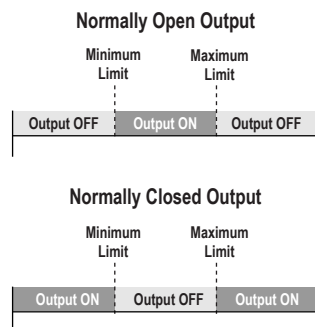 Normally Open Output
Minimum Maximum
Limit Limit
Output OFF Output ON Output OFF
Normally Closed Output
Minimum Maximum
Limit Limit
Output ON Output OFF Output ON